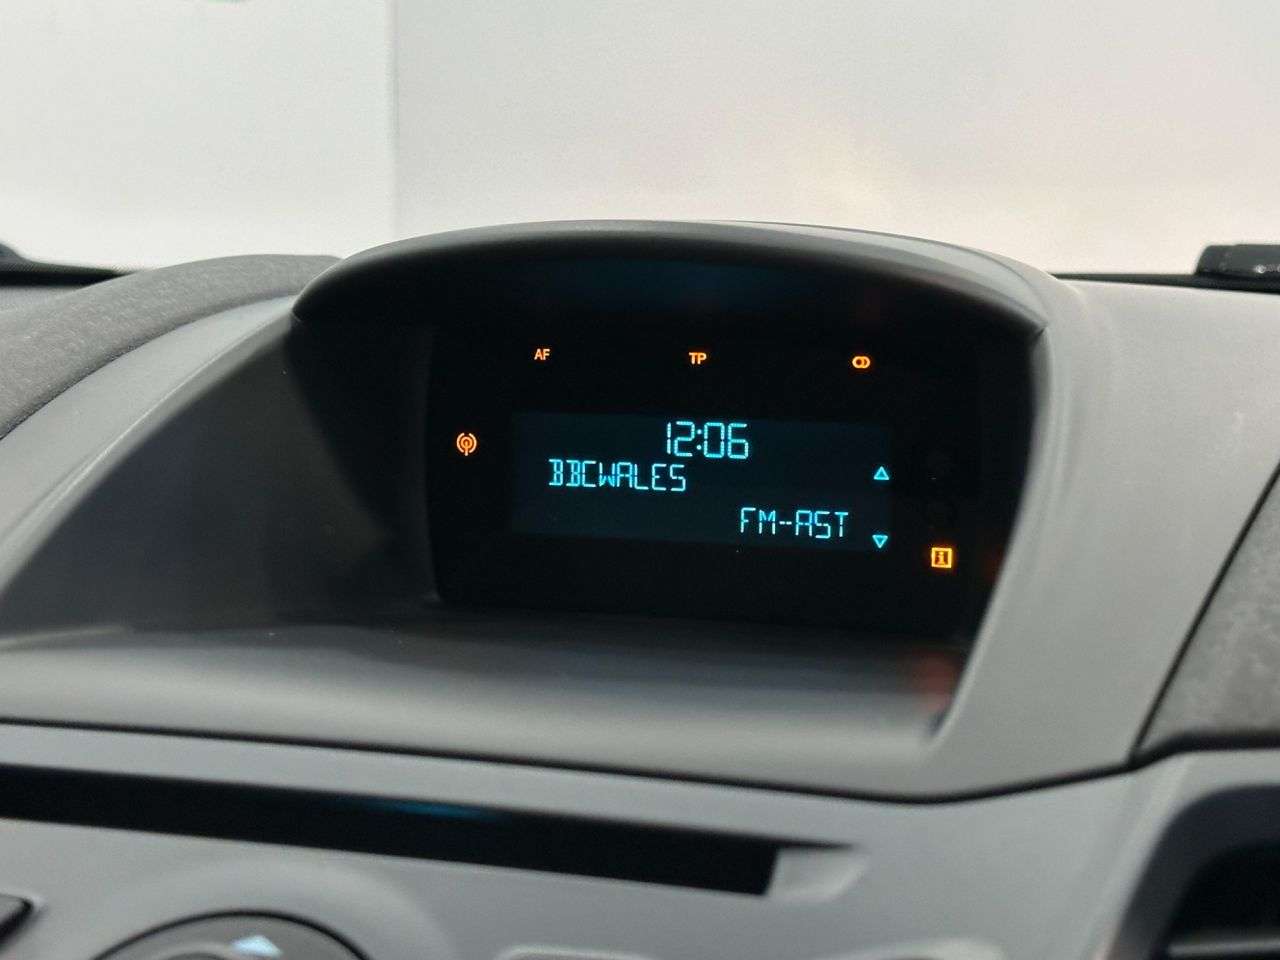 AF TP
12:06
BBCWALES
FM-AST
i